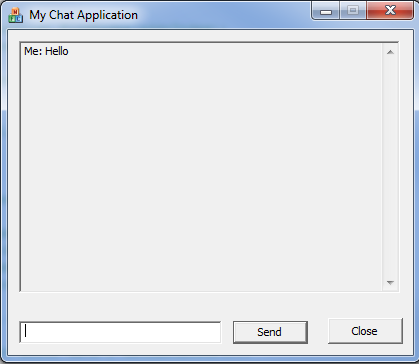 My Chat Application
Me: Hello
Send
Close